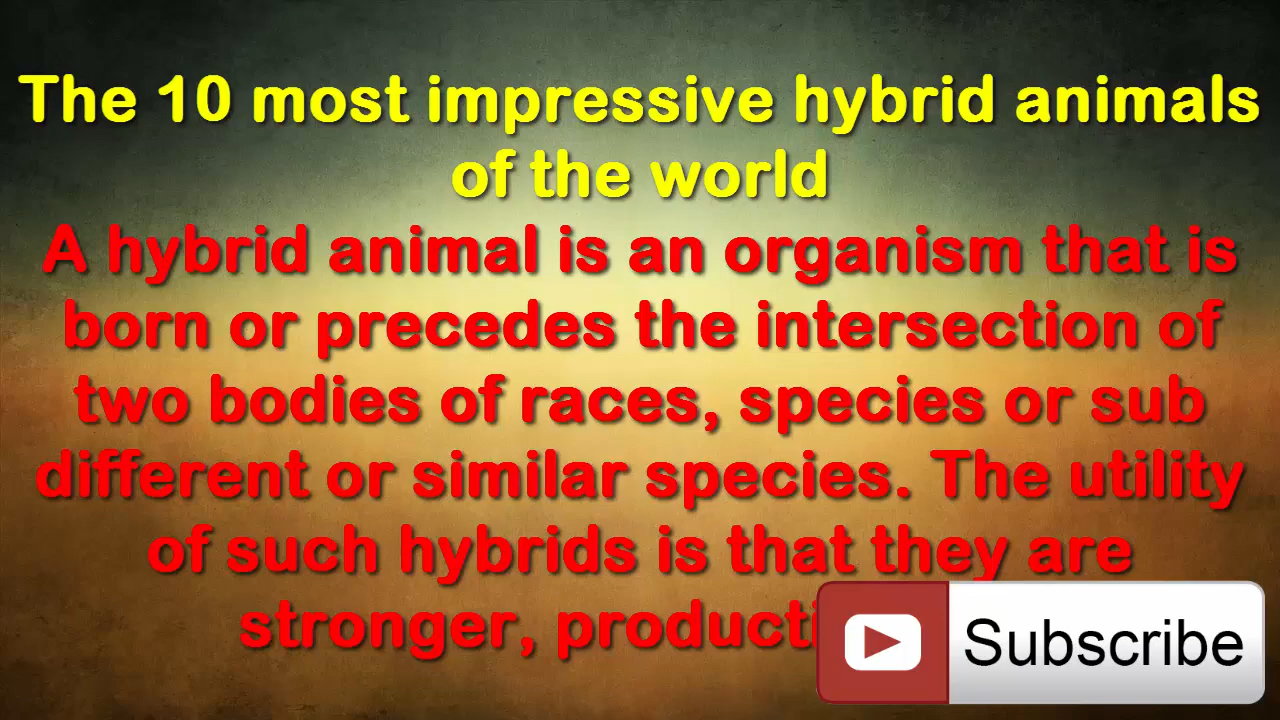 The 10 most impressive hybrid animals
of the world
A hybrid animal is an organism that is
born or precedes the intersection of
two bodies of races, species or sub
different or similar species. The utility
of such hybrids is that they are
stronger,
Subscribe